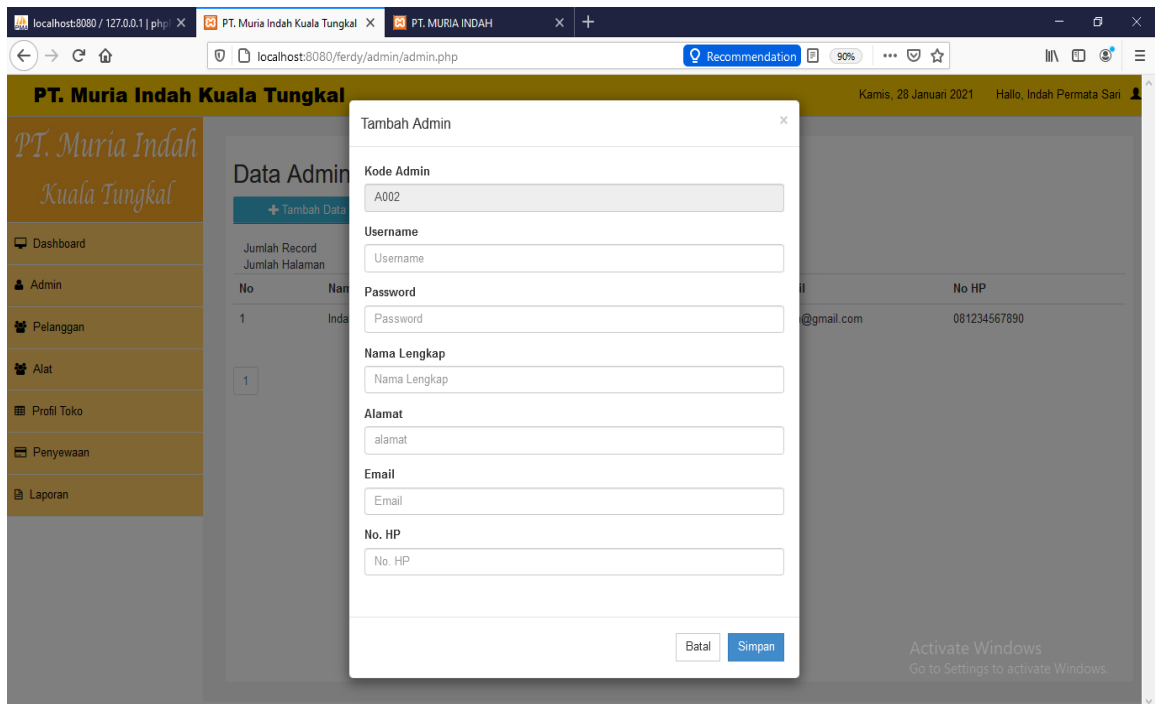 localhost:8080 / 127.0.0.1 | php
PT. Muria Indah Kuala Tungkal
PT. MURIA INDAH
localhost:8080/ferdy/admin/admin.php
Recommendation
90%
PT. Muria Indah Kuala Tungkal
Kamis, 28 Januari 2021
Hallo, Indah Permata Sari
PT. Muria Indah
Kuala Tungkal
Dashboard
Admin
Pelanggan
Alat
Profil Toko
Penyewaan
Laporan
Data Admin
Tambah Data
Jumlah Record
Jumlah Halaman
No
No HP
1
@gmail.com
081234567890
1
Tambah Admin
×
Kode Admin
A002
Username
Username
Password
Password
Nama Lengkap
Nama Lengkap
Alamat
alamat
Email
Email
No. HP
No. HP
Batal
Simpan
Activate Windows
Go to Settings to activate Windows.